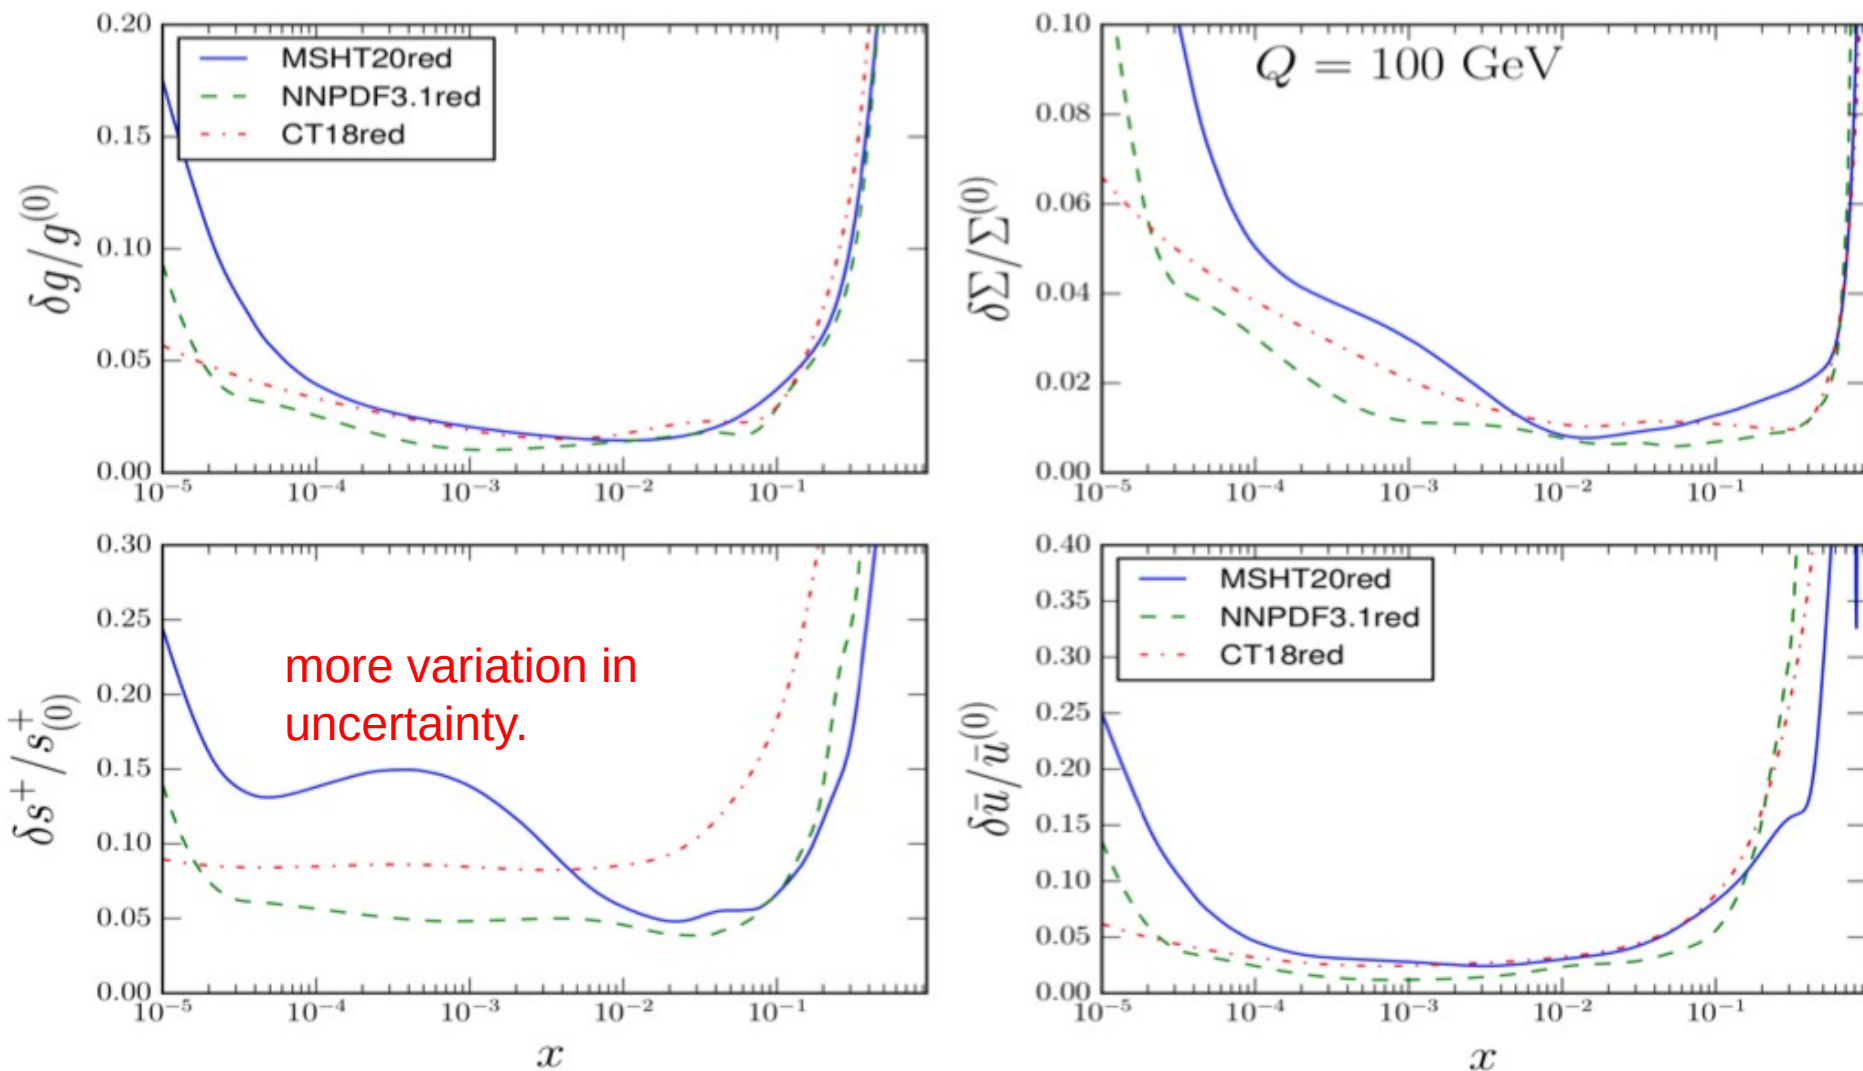 0.20
0.15
0.10
0.05
0.00
δg/g^(0)
MSHT20red
NNPDF3.1red
CT18red
10^−5 10^−4 10^−3 10^−2 10^−1
0.10
0.08
0.06
0.04
0.02
0.00
δΣ/Σ^(0)
Q = 100 GeV
10^−5 10^−4 10^−3 10^−2 10^−1
0.30
0.25
0.20
0.15
0.10
0.05
0.00
δs^+/s^+_(0)
more variation in
uncertainty.
10^−5 10^−4 10^−3 10^−2 10^−1
x
0.40
0.35
0.30
0.25
0.20
0.15
0.10
0.05
0.00
δū/ū^(0)
MSHT20red
NNPDF3.1red
CT18red
10^−5 10^−4 10^−3 10^−2 10^−1
x